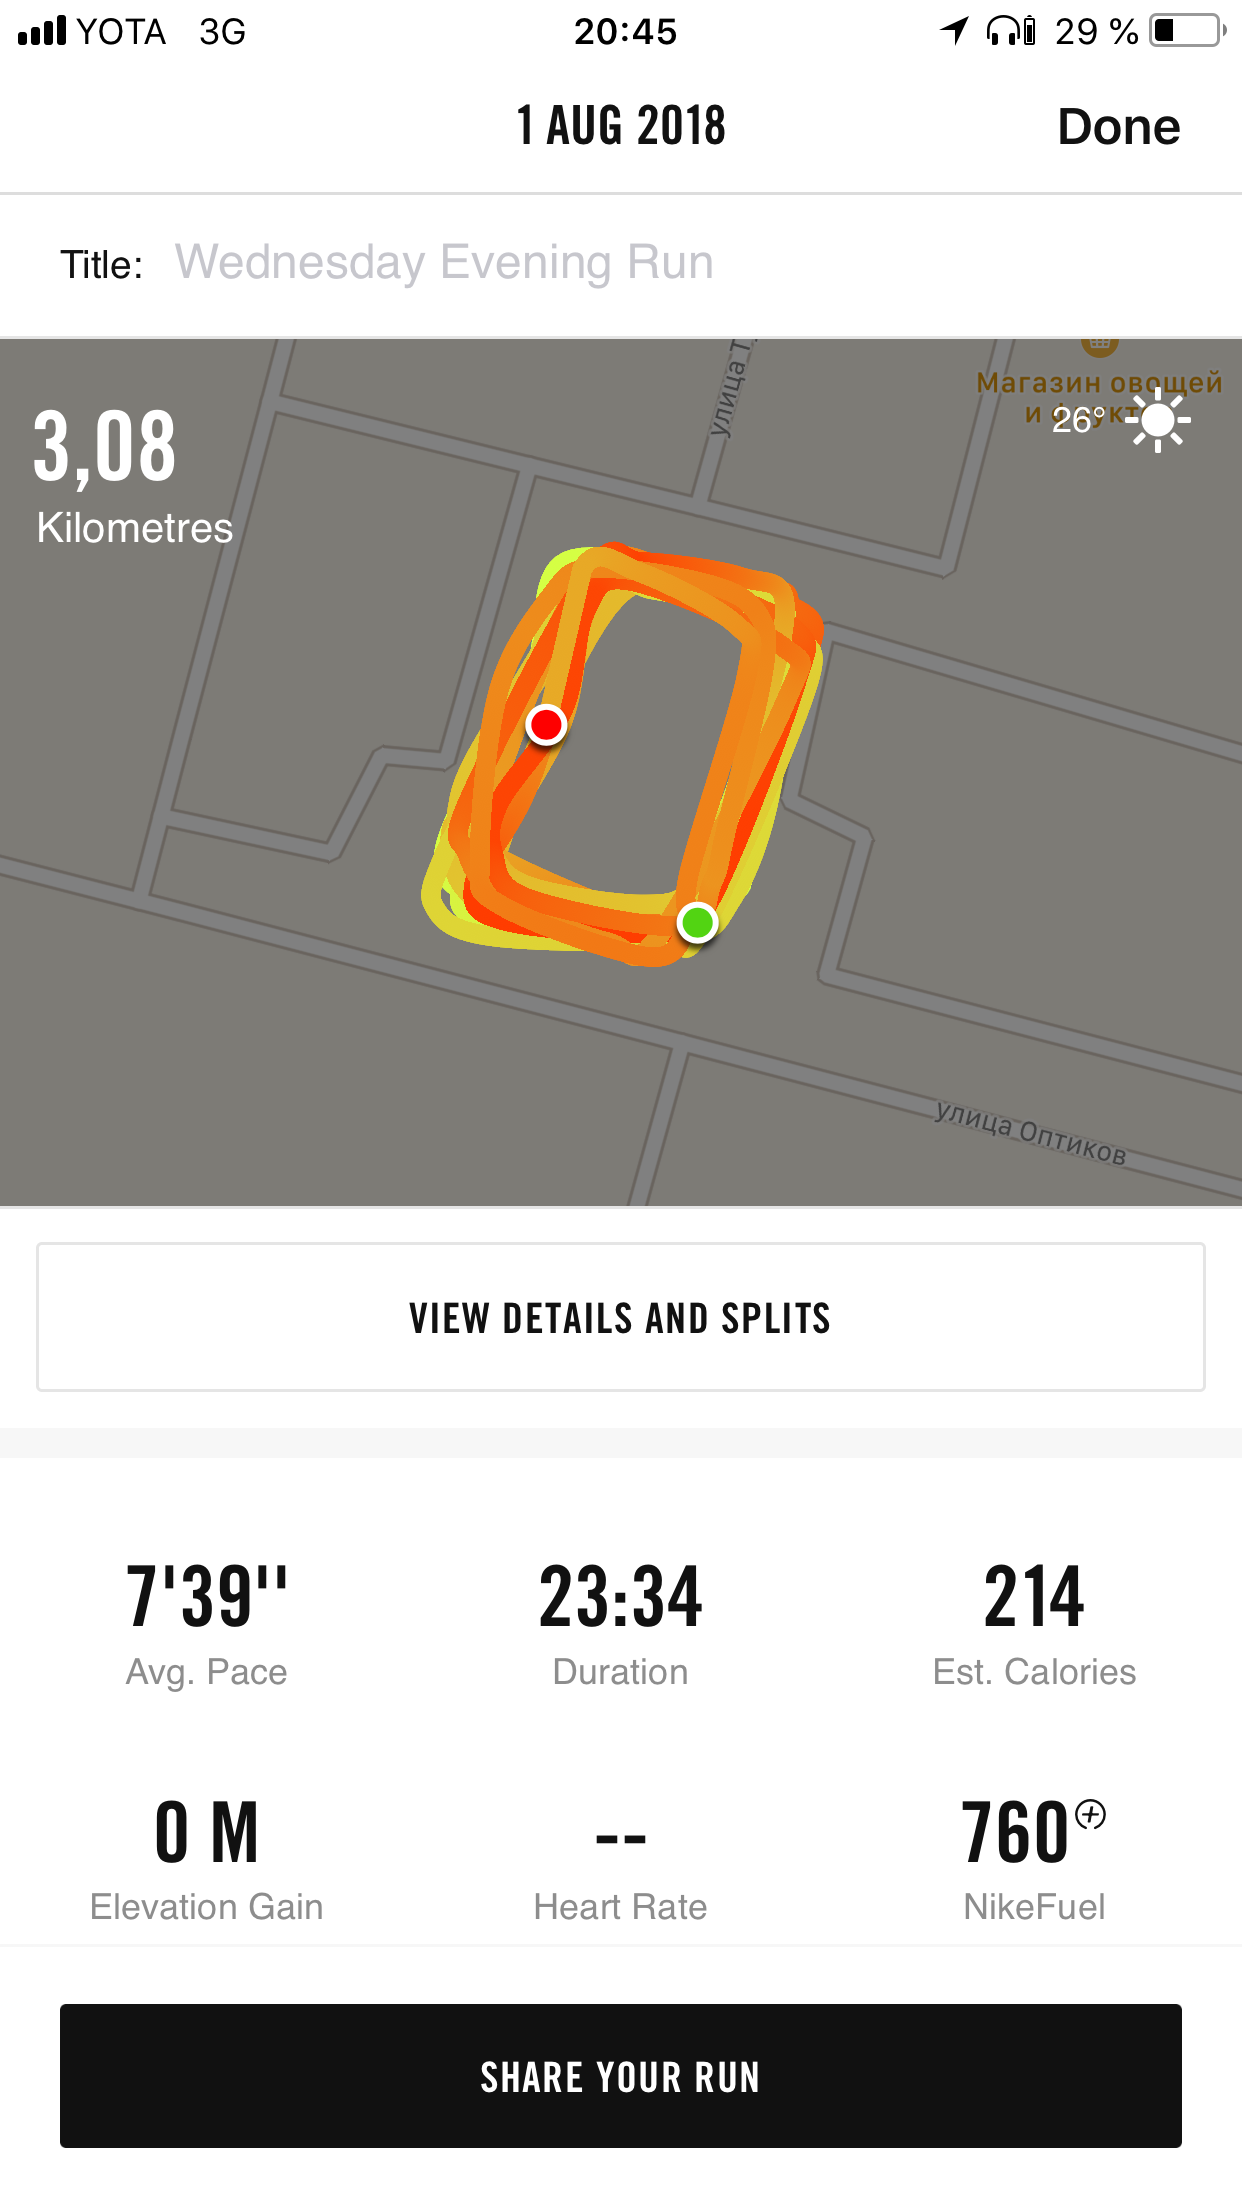 YOTA 3G 20:45 29 %
1 AUG 2018 Done
Title: Wednesday Evening Run
улица
Магазин овощей
и
26°
3,08
Kilometres
улица Оптиков
VIEW DETAILS AND SPLITS
7'39'' 23:34 214
Avg. Pace Duration Est. Calories
0 M -- 760
Elevation Gain Heart Rate NikeFuel
SHARE YOUR RUN